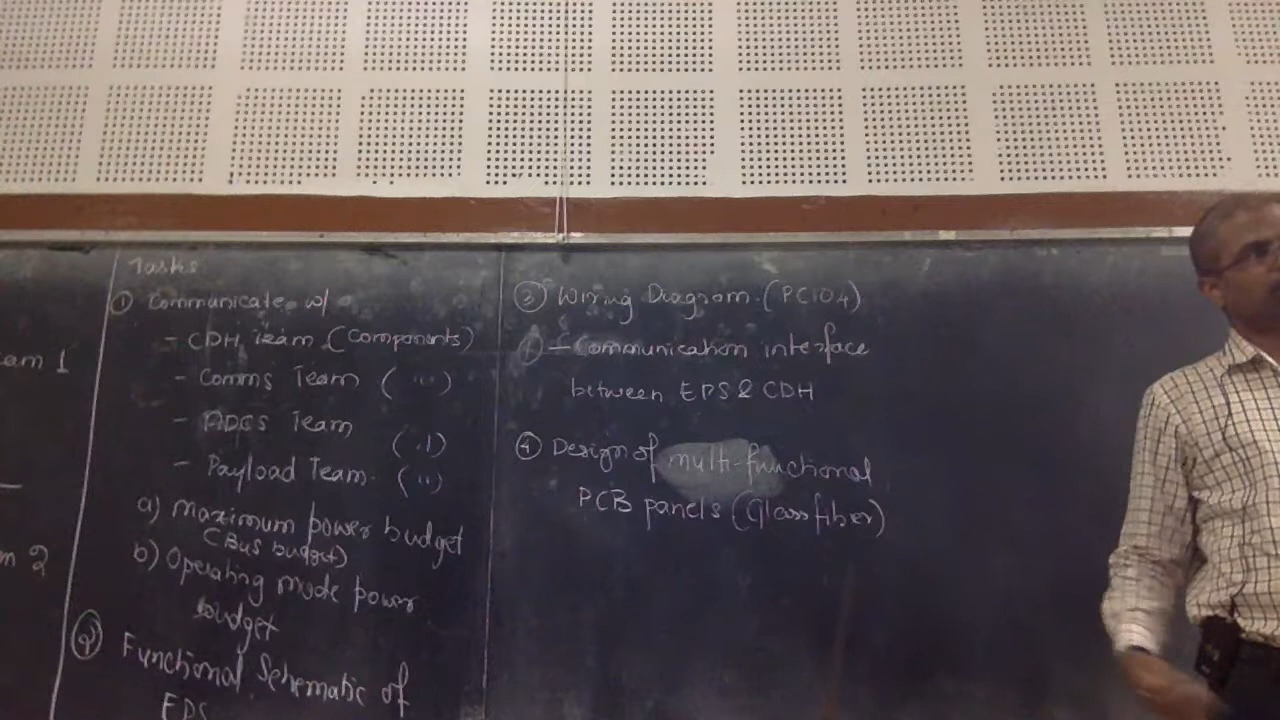 eam 1
m 2
Tasks
① Communicate w/
- CDH Team (Components)
- Comms Team ( " )
- ADCS Team ( " )
- Payload Team. ( " )
a) Maximum power budget
(Bus budget)
b) Operating mode power
budget
② Functional Schematic of
EPS
③ Wiring Diagram. (PC104)
- Communication interface
between EPS & CDH
④ Design of multi-functional
PCB panels (Glass fiber)